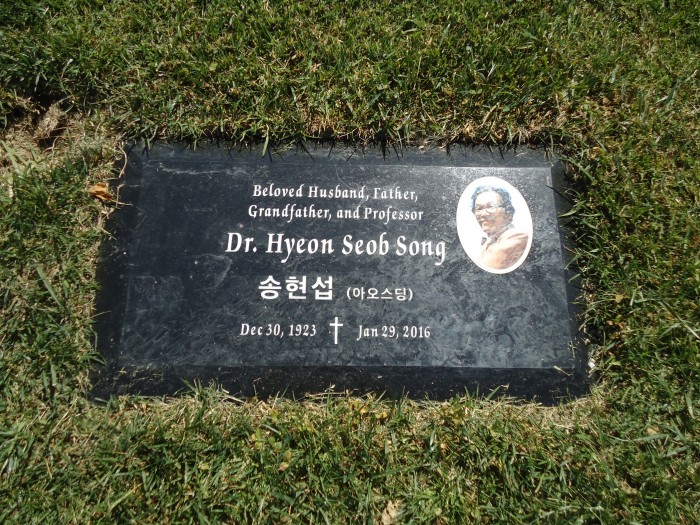 Beloved Husband, Father,
Grandfather, and Professor
Dr. Hyeon Seob Song
송현섭 (아오스딩)
Dec 30, 1923 † Jan 29, 2016